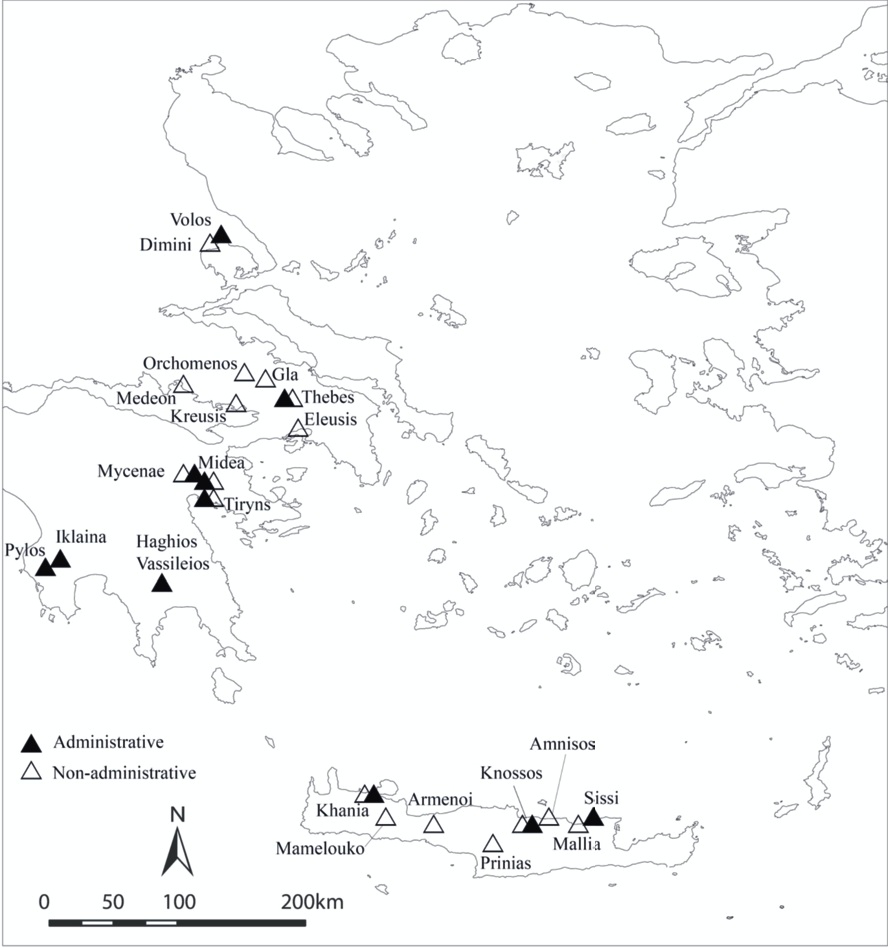 Volos
Dimini
Orchomenos
Gla
Medeon
Thebes
Kreusis
Eleusis
Mycenae
Midea
Tiryns
Iklaina
Pylos
Haghios
Vassileios
Administrative
Non-administrative
Amnisos
Knossos
Sissi
Armenoi
Khania
Mallia
Mamelouko
Prinias
N
0 50 100 200km